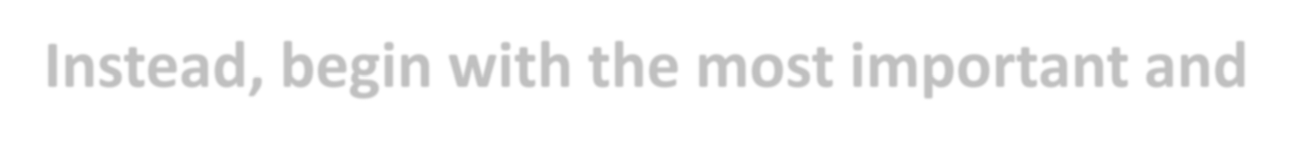 Instead, begin with the most important and